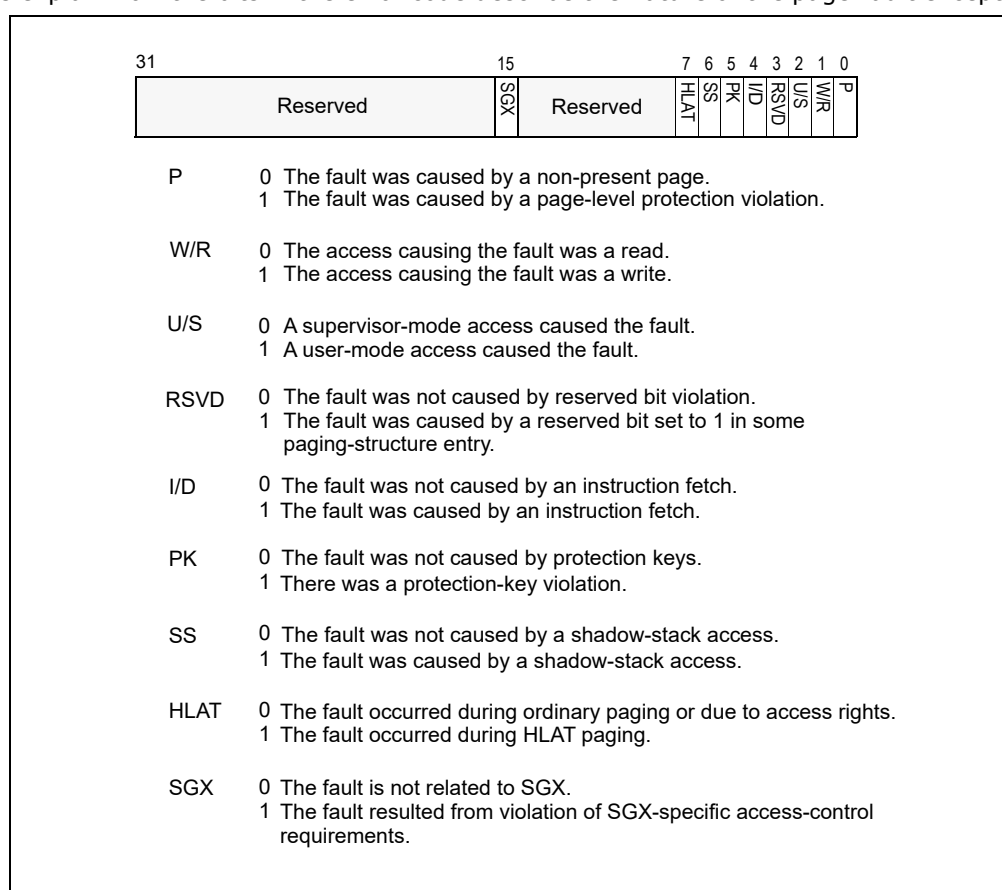 31 15 7 6 5 4 3 2 1 0
Reserved SGX Reserved HLAT SS PK I/D RSVD U/S W/R P
P 0 The fault was caused by a non-present page.
1 The fault was caused by a page-level protection violation.
W/R 0 The access causing the fault was a read.
1 The access causing the fault was a write.
U/S 0 A supervisor-mode access caused the fault.
1 A user-mode access caused the fault.
RSVD 0 The fault was not caused by reserved bit violation.
1 The fault was caused by a reserved bit set to 1 in some
paging-structure entry.
I/D 0 The fault was not caused by an instruction fetch.
1 The fault was caused by an instruction fetch.
PK 0 The fault was not caused by protection keys.
1 There was a protection-key violation.
SS 0 The fault was not caused by a shadow-stack access.
1 The fault was caused by a shadow-stack access.
HLAT 0 The fault occurred during ordinary paging or due to access rights.
1 The fault occurred during HLAT paging.
SGX 0 The fault is not related to SGX.
1 The fault resulted from violation of SGX-specific access-control
requirements.